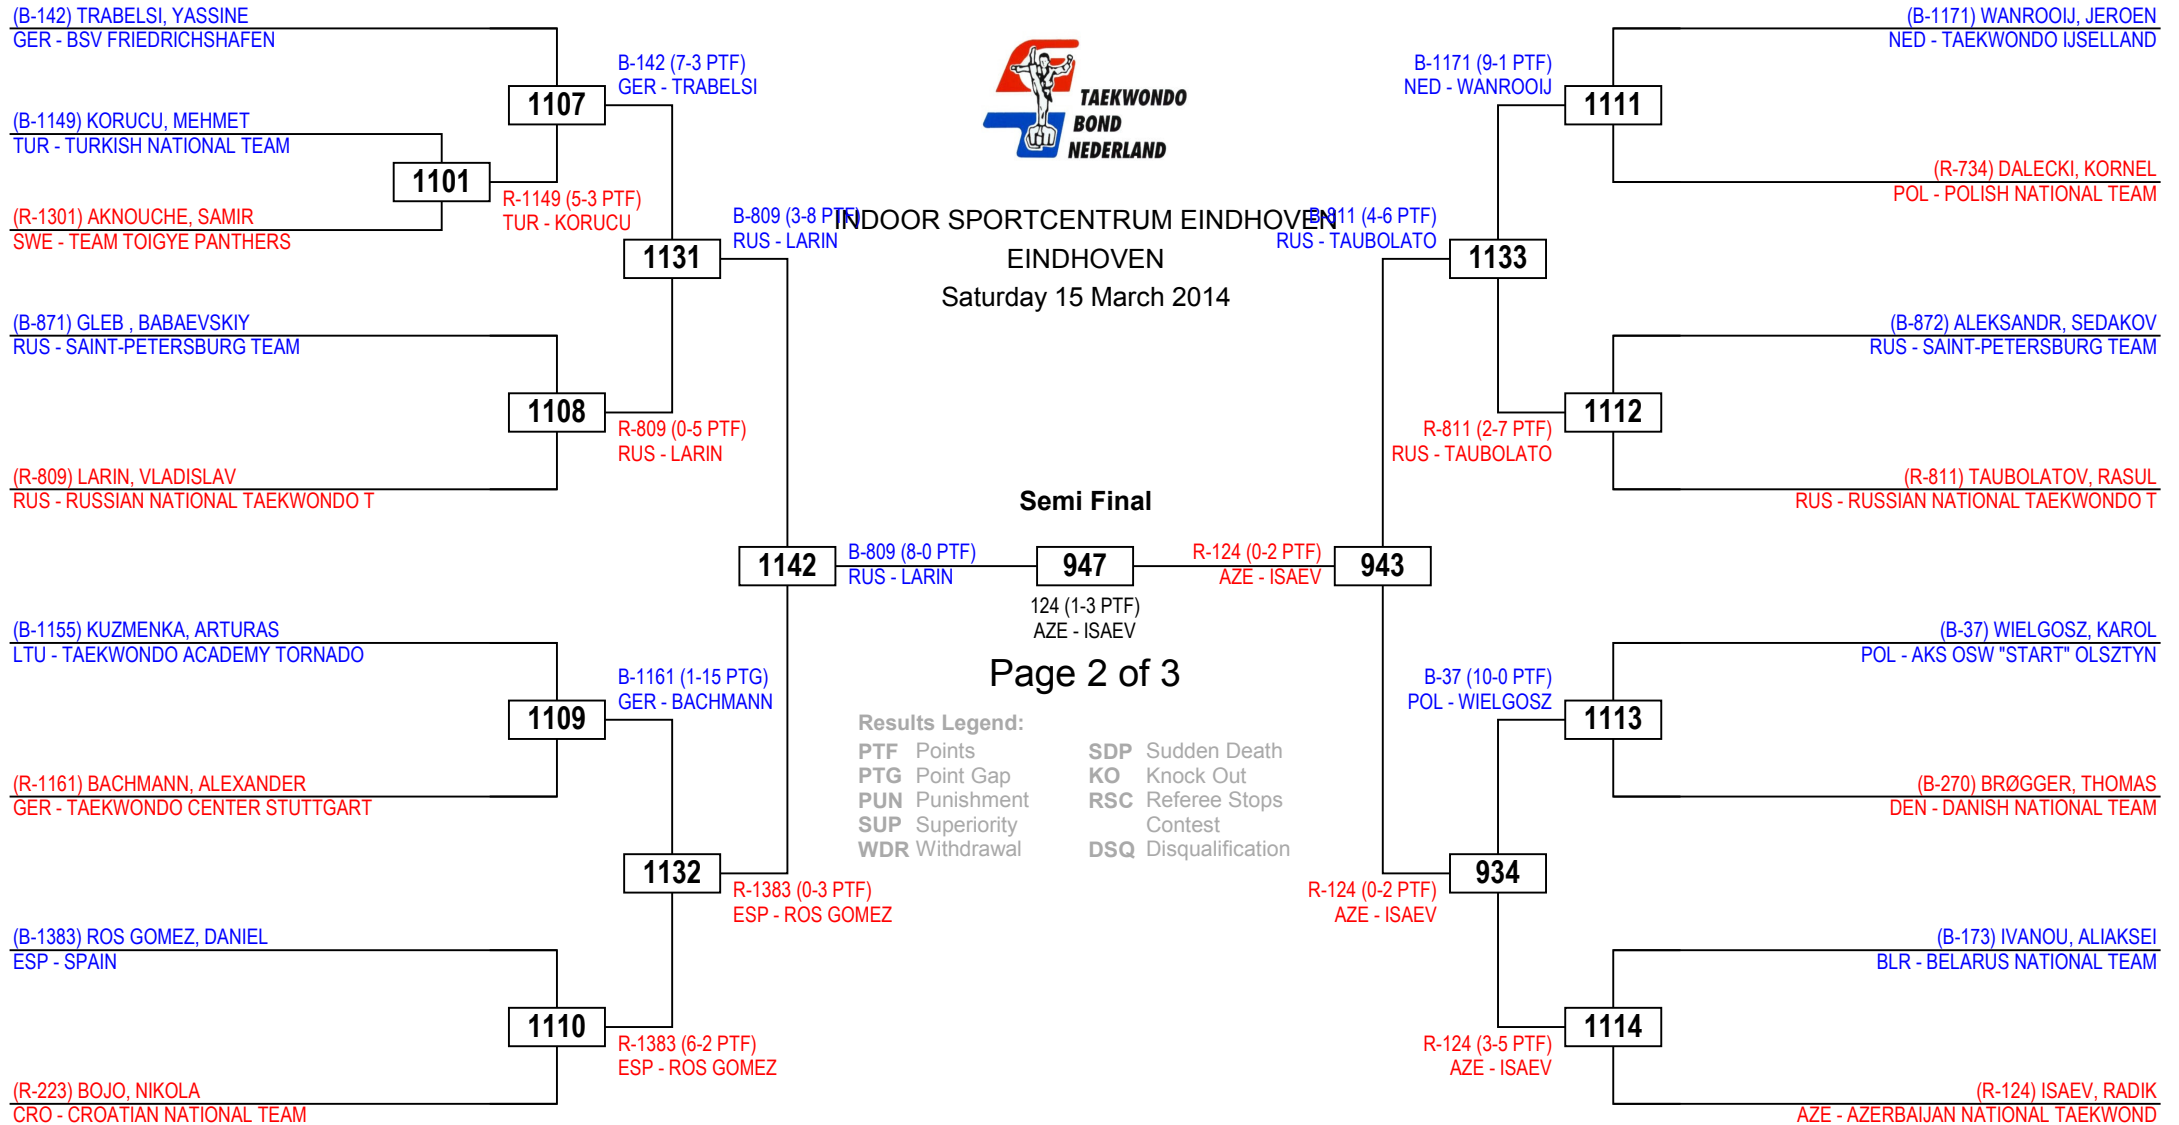 (B-142) TRABELSI, YASSINE
GER - BSV FRIEDRICHSHAFEN
(B-1149) KORUCU, MEHMET
TUR - TURKISH NATIONAL TEAM
(R-1301) AKNOUCHE, SAMIR
SWE - TEAM TOIGYE PANTHERS
(B-871) GLEB , BABAEVSKIY
RUS - SAINT-PETERSBURG TEAM
(R-809) LARIN, VLADISLAV
RUS - RUSSIAN NATIONAL TAEKWONDO T
(B-1155) KUZMENKA, ARTURAS
LTU - TAEKWONDO ACADEMY TORNADO
(R-1161) BACHMANN, ALEXANDER
GER - TAEKWONDO CENTER STUTTGART
(B-1383) ROS GOMEZ, DANIEL
ESP - SPAIN
(R-223) BOJO, NIKOLA
CRO - CROATIAN NATIONAL TEAM
1101
1107
1108
1109
1110
R-1149 (5-3 PTF)
TUR - KORUCU
B-142 (7-3 PTF)
GER - TRABELSI
R-809 (0-5 PTF)
RUS - LARIN
B-1161 (1-15 PTG)
GER - BACHMANN
R-1383 (6-2 PTF)
ESP - ROS GOMEZ
1131
1132
B-809 (3-8 PTF)
RUS - LARIN
R-1383 (0-3 PTF)
ESP - ROS GOMEZ
1142
B-809 (8-0 PTF)
RUS - LARIN
TAEKWONDO
BOND
NEDERLAND
INDOOR SPORTCENTRUM EINDHOVEN
EINDHOVEN
Saturday 15 March 2014
Semi Final
947
124 (1-3 PTF)
AZE - ISAEV
Page 2 of 3
Results Legend:
PTF Points
PTG Point Gap
PUN Punishment
SUP Superiority
WDR Withdrawal
SDP Sudden Death
KO Knock Out
RSC Referee Stops
Contest
DSQ Disqualification
R-124 (0-2 PTF)
AZE - ISAEV
943
B-811 (4-6 PTF)
RUS - TAUBOLATO
R-124 (0-2 PTF)
AZE - ISAEV
1133
934
B-1171 (9-1 PTF)
NED - WANROOIJ
R-811 (2-7 PTF)
RUS - TAUBOLATO
B-37 (10-0 PTF)
POL - WIELGOSZ
R-124 (3-5 PTF)
AZE - ISAEV
1111
1112
1113
1114
(B-1171) WANROOIJ, JEROEN
NED - TAEKWONDO IJSELLAND
(R-734) DALECKI, KORNEL
POL - POLISH NATIONAL TEAM
(B-872) ALEKSANDR, SEDAKOV
RUS - SAINT-PETERSBURG TEAM
(R-811) TAUBOLATOV, RASUL
RUS - RUSSIAN NATIONAL TAEKWONDO T
(B-37) WIELGOSZ, KAROL
POL - AKS OSW "START" OLSZTYN
(B-270) BRØGGER, THOMAS
DEN - DANISH NATIONAL TEAM
(B-173) IVANOU, ALIAKSEI
BLR - BELARUS NATIONAL TEAM
(R-124) ISAEV, RADIK
AZE - AZERBAIJAN NATIONAL TAEKWOND